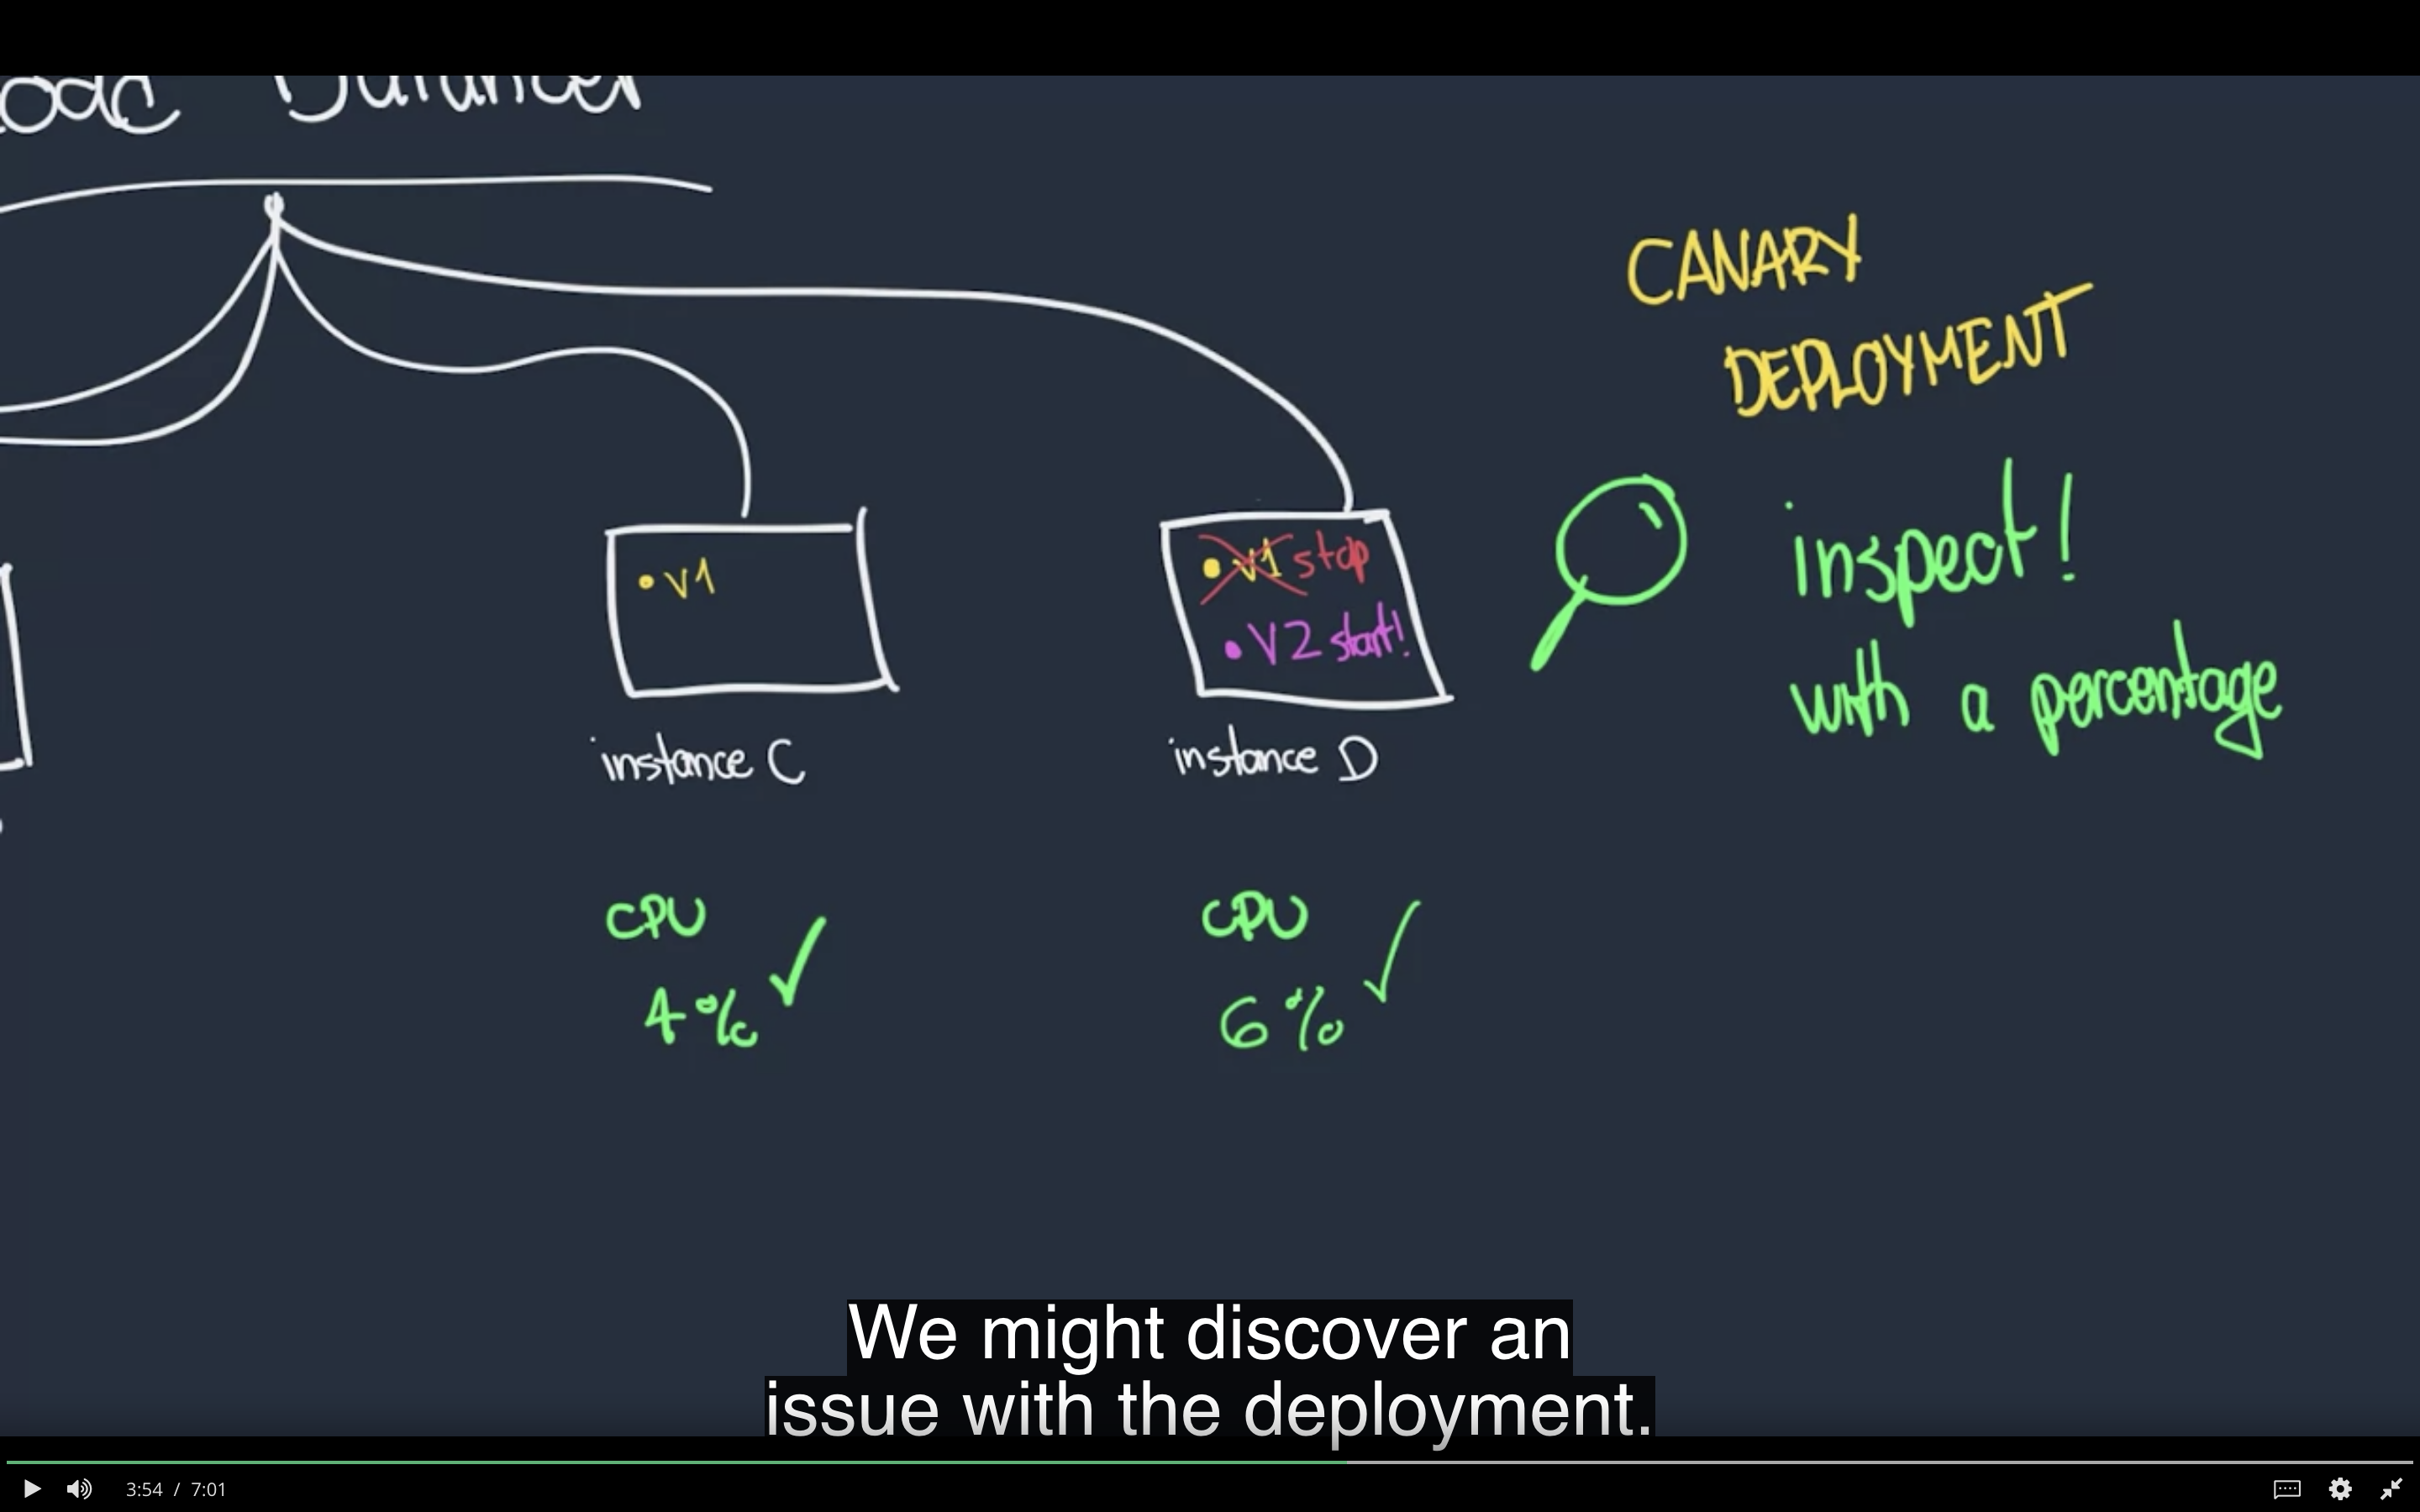 Load Balancer
CANARY
DEPLOYMENT
inspect!
with a percentage
• v1
• v1 stop
• V2 start!
instance C
instance D
CPU
4%
CPU
6%
We might discover an
issue with the deployment.
3:54 / 7:01